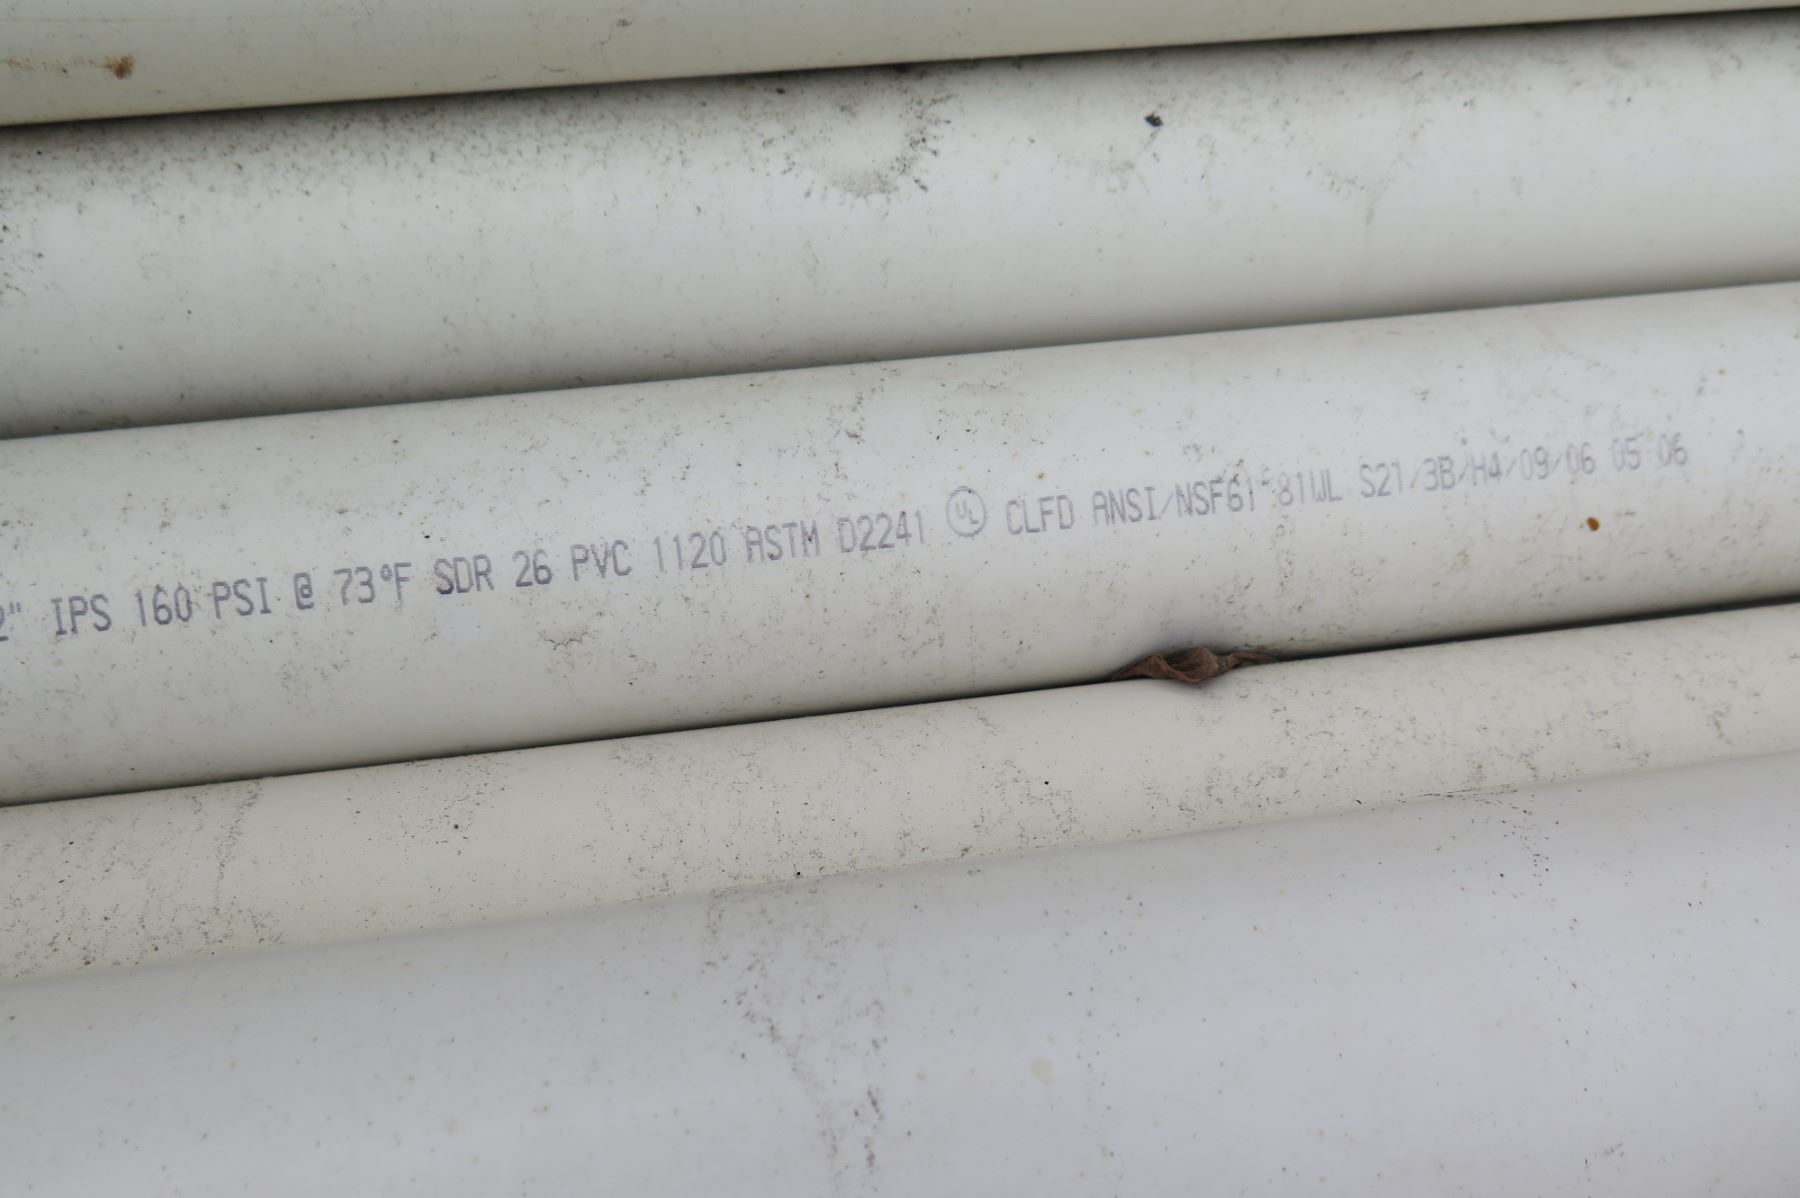 2" IPS 160 PSI @ 73°F SDR 26 PVC 1120 ASTM D2241 UL CLFD ANSI/NSF61-81WL S21/3B/H4/09/06 05 06